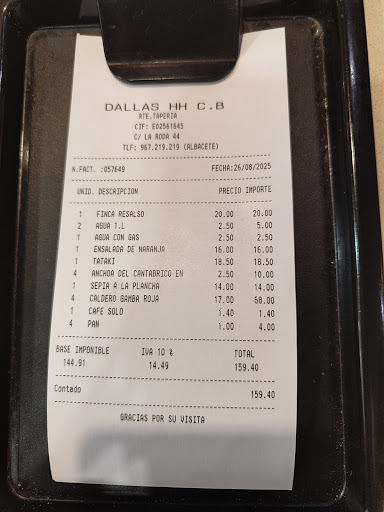 DALLAS HH C.B
RTE.TAPERIA
CIF: E02561645
C/ LA RODA 44
TLF: 967.219.219 (ALBACETE)
N.FACT. :057649 FECHA:26/08/2025
UNID. DESCRIPCION PRECIO IMPORTE
1 FINCA RESALSO 20.00 20.00
2 AGUA 1.L 2.50 5.00
1 AGUA CON GAS 2.50 2.50
1 ENSALADA DE NARANJA 16.00 16.00
1 TATAKI 18.50 18.50
4 ANCHOA DEL CANTABRICO EN 2.50 10.00
1 SEPIA A LA PLANCHA 14.00 14.00
4 CALDERO GAMBA ROJA 17.00 68.00
1 CAFE SOLO 1.40 1.40
4 PAN 1.00 4.00
BASE IMPONIBLE IVA 10 % TOTAL
144.91 14.49 159.40
Contado 159.40
GRACIAS POR SU VISITA